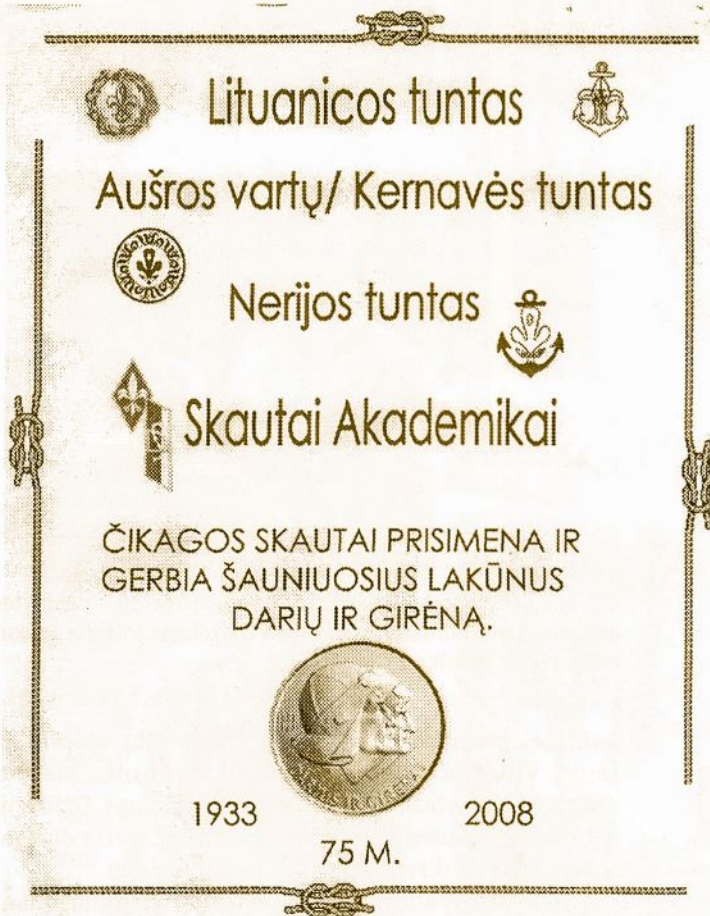 Lituanicos tuntas
Aušros vartų/ Kernavės tuntas
Nerijos tuntas
Skautai Akademikai
ČIKAGOS SKAUTAI PRISIMENA IR
GERBIA ŠAUNIUOSIUS LAKŪNUS
DARIŲ IR GIRĖNĄ.
1933 2008
75 M.